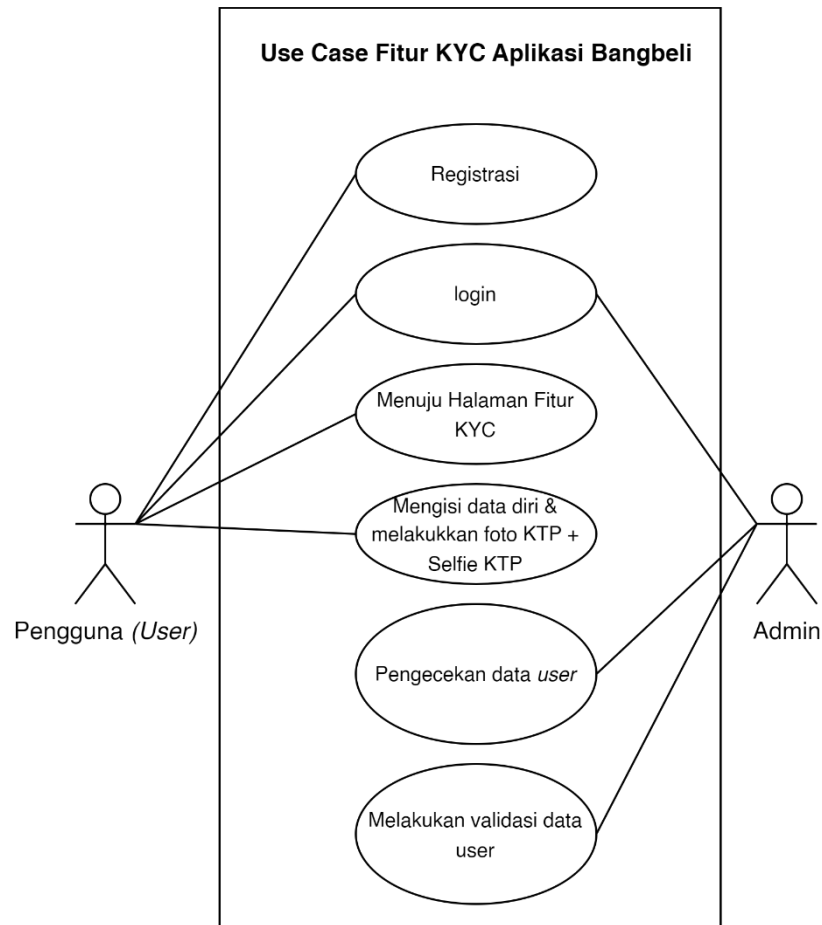 Use Case Fitur KYC Aplikasi Bangbeli
Registrasi
login
Menuju Halaman Fitur
KYC
Mengisi data diri &
melakukkan foto KTP +
Selfie KTP
Pengguna (User)
Admin
Pengecekan data user
Melakukan validasi data
user